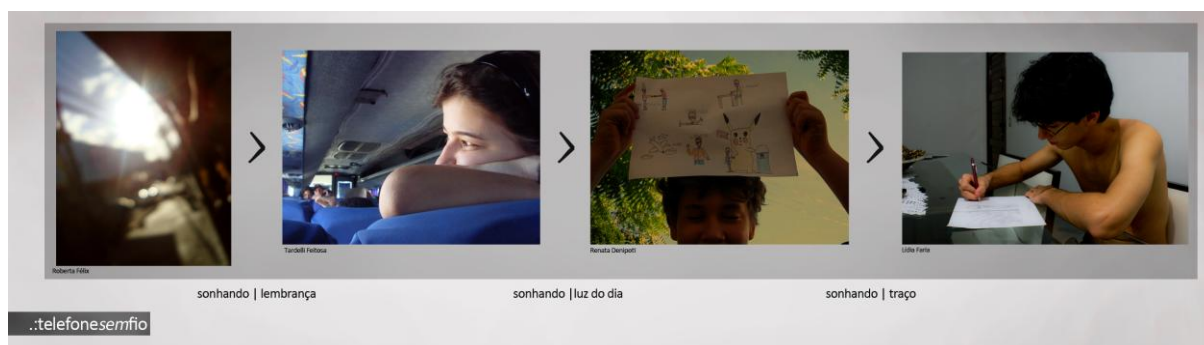 Roberta Félix
Tardelli Feitosa
Renata Denipoti
Lidia Faria
sonhando | lembrança
sonhando |luz do dia
sonhando | traço
.:telefonesemfio